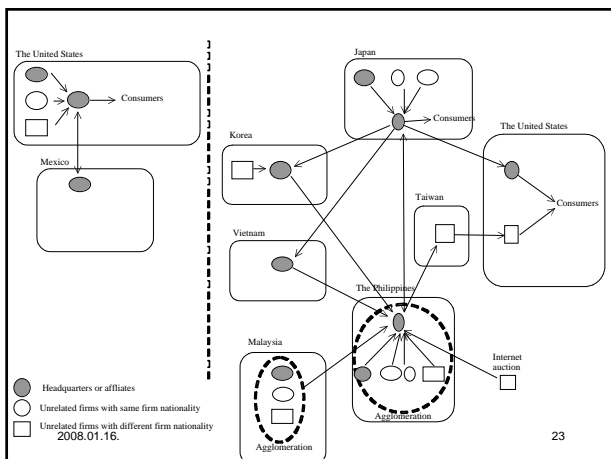 The United States
Consumers
Mexico
Japan
Consumers
Korea
The United States
Consumers
Taiwan
Vietnam
The Philippines
Malaysia
Agglomeration
Agglomeration
Internet
auction
Headquarters or affliates
Unrelated firms with same firm nationality
Unrelated firms with different firm nationality
2008.01.16.
23